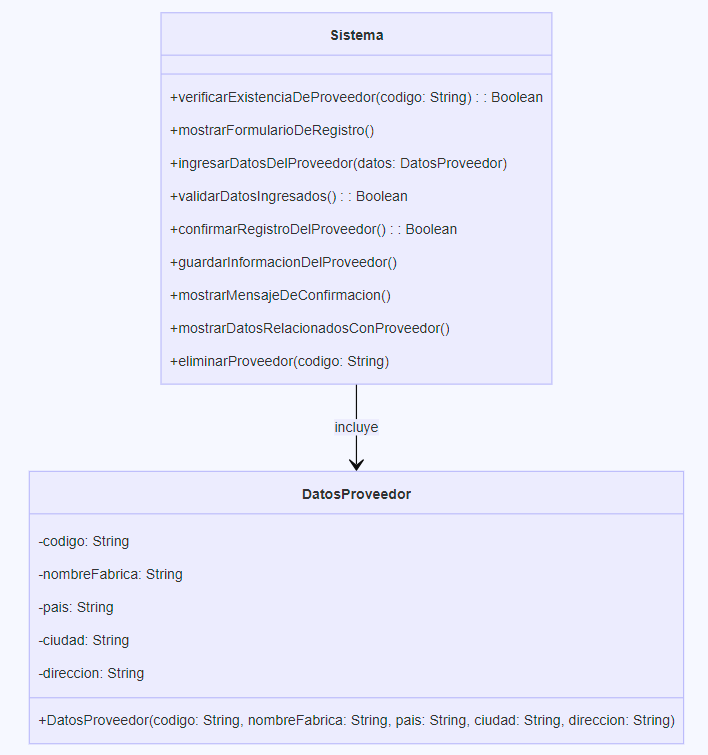 Sistema
+verificarExistenciaDeProveedor(codigo: String) : : Boolean
+mostrarFormularioDeRegistro()
+ingresarDatosDelProveedor(datos: DatosProveedor)
+validarDatosIngresados() : : Boolean
+confirmarRegistroDelProveedor() : : Boolean
+guardarInformacionDelProveedor()
+mostrarMensajeDeConfirmacion()
+mostrarDatosRelacionadosConProveedor()
+eliminarProveedor(codigo: String)
incluye
DatosProveedor
-codigo: String
-nombreFabrica: String
-pais: String
-ciudad: String
-direccion: String
+DatosProveedor(codigo: String, nombreFabrica: String, pais: String, ciudad: String, direccion: String)